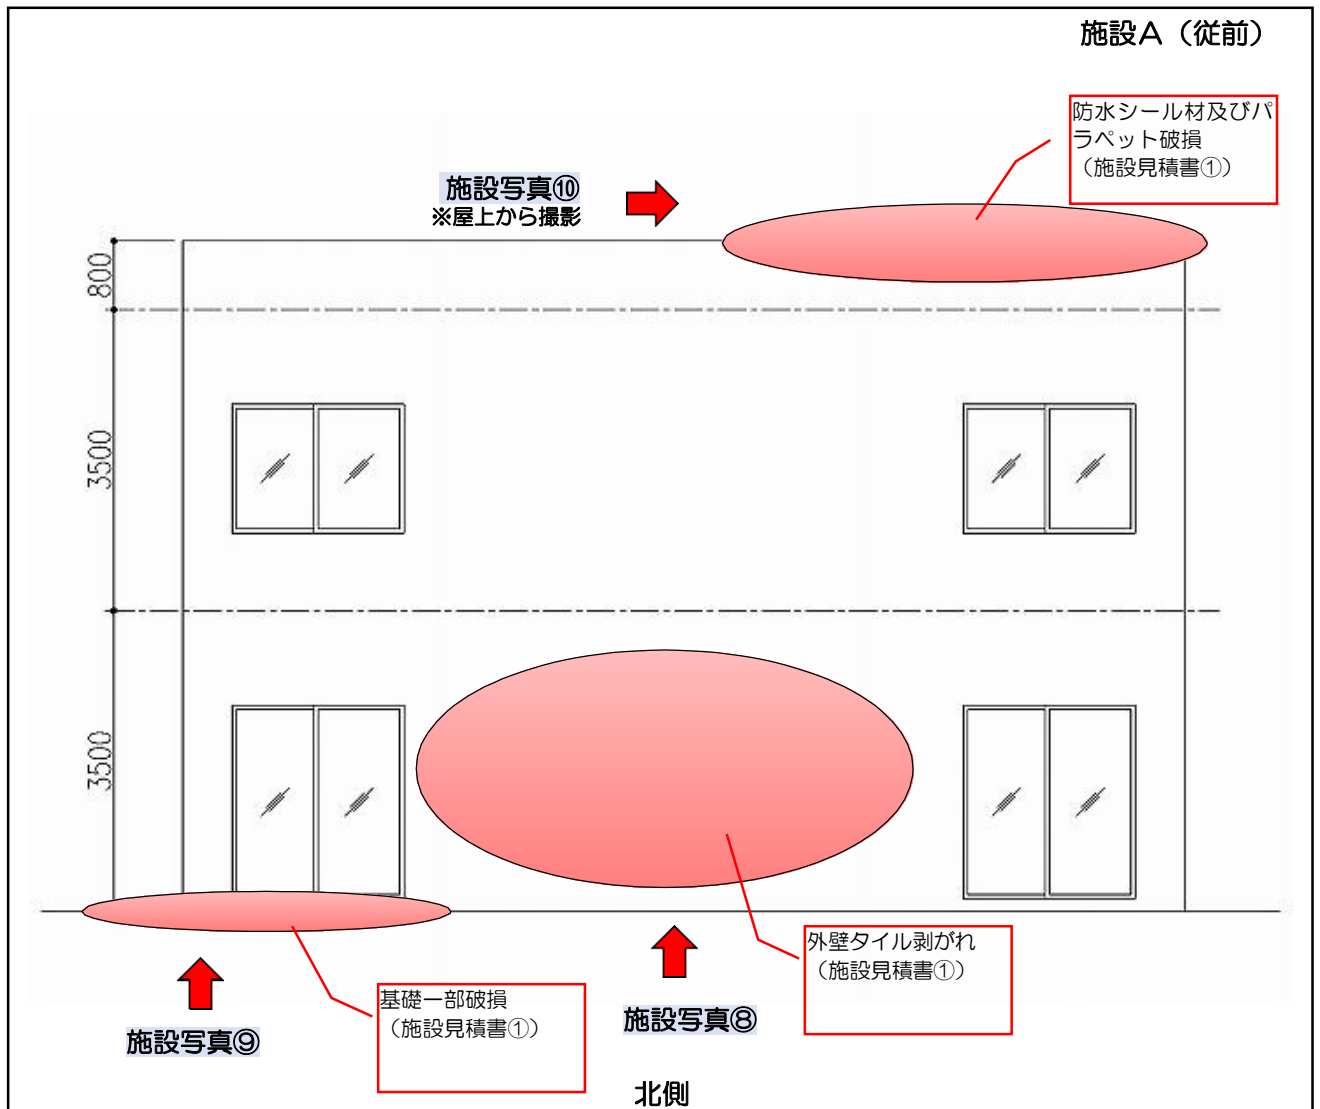 施設A（従前）
防水シール材及びパ
ラペット破損
（施設見積書①）
施設写真⑩
※屋上から撮影
800
3500
3500
外壁タイル剥がれ
（施設見積書①）
基礎一部破損
（施設見積書①）
施設写真⑧
施設写真⑨
北側